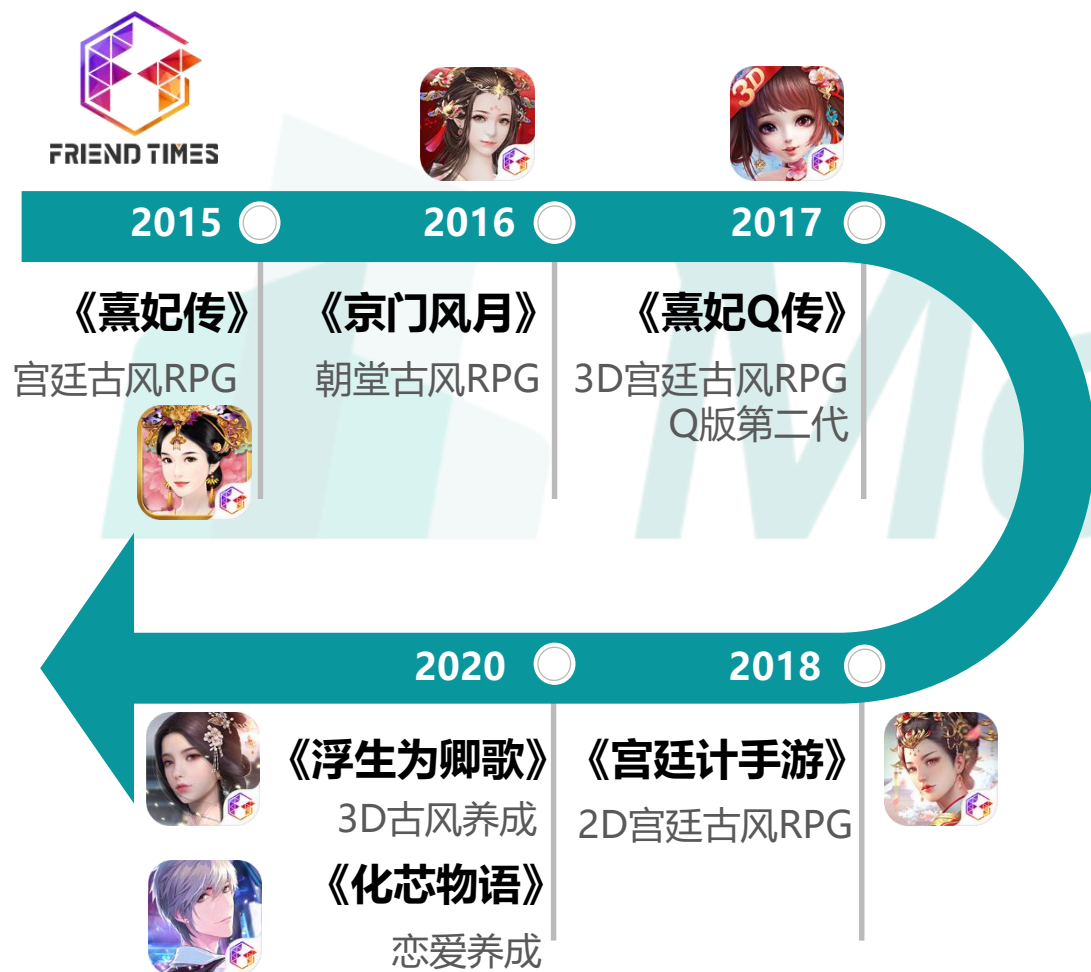 FRIEND TIMES
3D
2015
2016
2017
《熹妃传》
《京门风月》
《熹妃Q传》
宫廷古风RPG
朝堂古风RPG
3D宫廷古风RPG
Q版第二代
2020
2018
《浮生为卿歌》
《宫廷计手游》
3D古风养成
2D宫廷古风RPG
《化芯物语》
恋爱养成